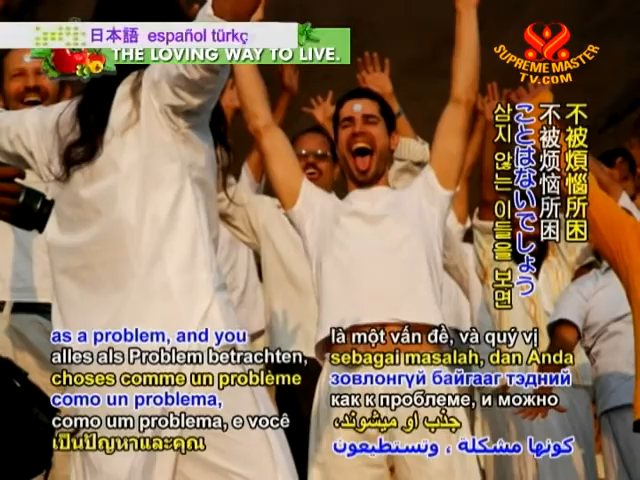 日本語 español türkç
THE LOVING WAY TO LIVE.
SUPREME MASTER
TV.COM
不被煩惱所困
不被烦恼所困
ことはないでしょう
삼지 않는 이들을 보면
as a problem, and you
alles als Problem betrachten,
choses comme un problème
como un problema,
como um problema, e você
เป็นปัญหาและคุณ
là một vấn đề, và quý vị
sebagai masalah, dan Anda
зовлонгүй байгааг тэдний
как к проблеме, и можно
جذب او میشوند،
كونها مشكلة ، وتستطيعون